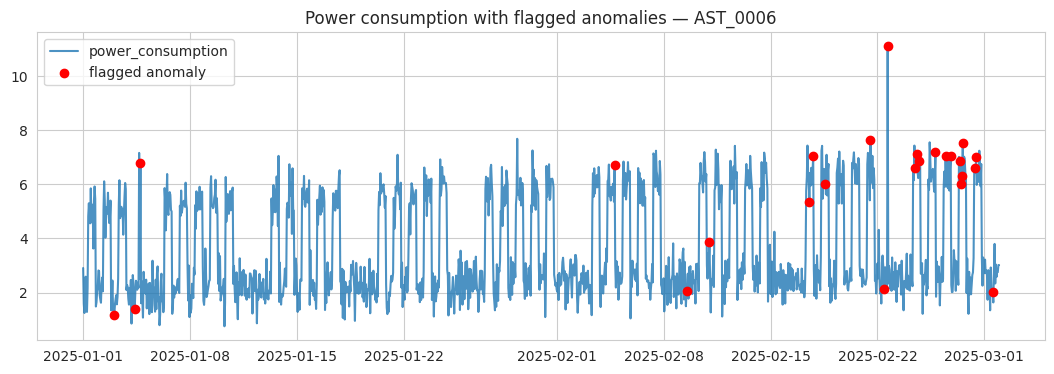 Power consumption with flagged anomalies — AST_0006
power_consumption
flagged anomaly
10
8
6
4
2
2025-01-01 2025-01-08 2025-01-15 2025-01-22 2025-02-01 2025-02-08 2025-02-15 2025-02-22 2025-03-01